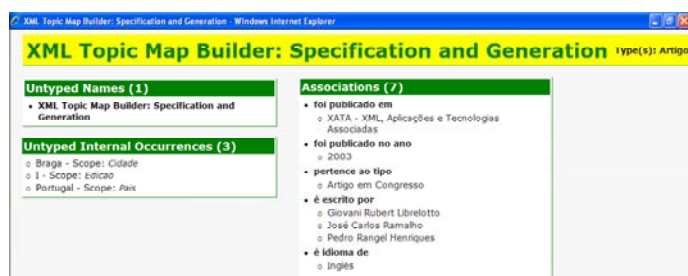 XML Topic Map Builder: Specification and Generation - Windows Internet Explorer
XML Topic Map Builder: Specification and Generation Type(s): Artigo
Untyped Names (1)
• XML Topic Map Builder: Specification and
Generation
Untyped Internal Occurrences (3)
○ Braga - Scope: Cidade
○ I - Scope: Edicao
○ Portugal - Scope: Pais
Associations (7)
• foi publicado em
○ XATA - XML, Aplicações e Tecnologias
Associadas
• foi publicado no ano
○ 2003
• pertence ao tipo
○ Artigo em Congresso
• é escrito por
○ Giovani Rubert Librelotto
○ José Carlos Ramalho
○ Pedro Rangel Henriques
• é idioma de
○ Inglês